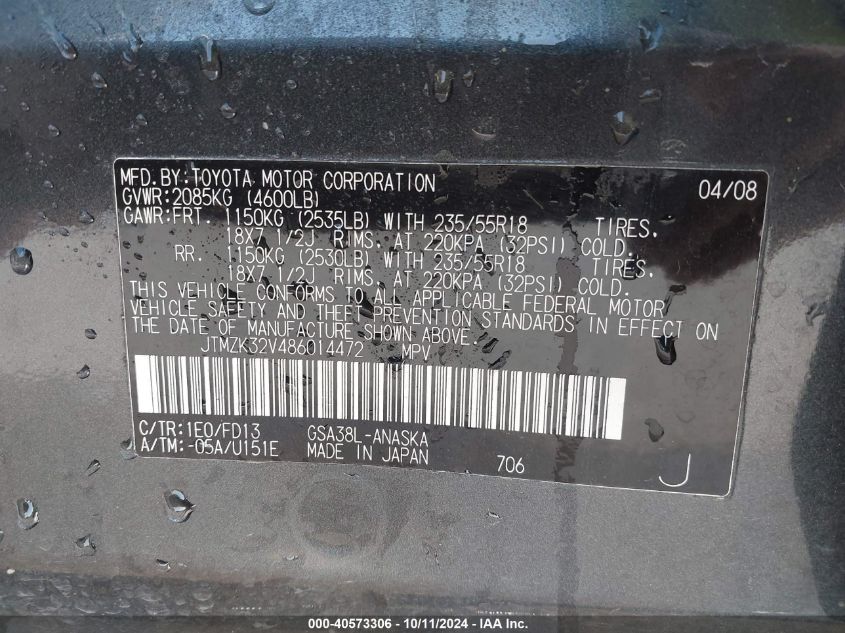 MFD.BY:TOYOTA MOTOR CORPORATION 04/08
GVWR:2085KG (4600LB)
GAWR:FRT. 1150KG (2535LB) WITH 235/55R18 TIRES,
18X7 1/2J RIMS, AT 220KPA (32PSI) COLD.
RR. 1150KG (2530LB) WITH 235/55R18 TIRES,
18X7 1/2J RIMS, AT 220KPA (32PSI) COLD.
THIS VEHICLE CONFORMS TO ALL APPLICABLE FEDERAL MOTOR
VEHICLE SAFETY AND THEFT PREVENTION STANDARDS IN EFFECT ON
THE DATE OF MANUFACTURE SHOWN ABOVE.
JTMZK32V486014472 MPV
C/TR:1E0/FD13 GSA38L-ANASKA
A/TM:-05A/U151E MADE IN JAPAN 706 J
000-40573306 - 10/11/2024 - IAA Inc.